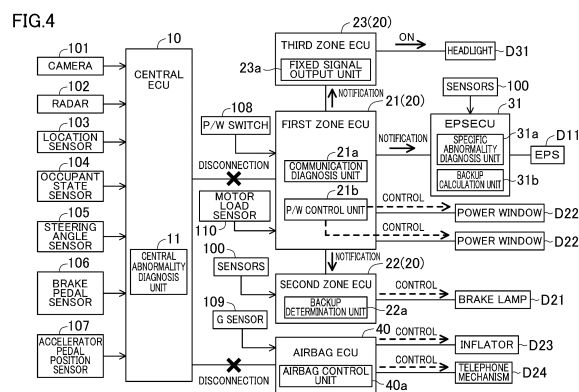 FIG.4
101
CAMERA
102
RADAR
103
LOCATION
SENSOR
104
OCCUPANT
STATE SENSOR
105
STEERING
ANGLE SENSOR
106
BRAKE
PEDAL
SENSOR
107
ACCELERATOR
PEDAL
POSITION
SENSOR
10
CENTRAL
ECU
11
CENTRAL
ABNORMALITY
DIAGNOSIS
UNIT
108
P/W SWITCH
DISCONNECTION
MOTOR
LOAD
SENSOR
110
100
SENSORS
109
G SENSOR
DISCONNECTION
23(20)
THIRD ZONE ECU
23a
FIXED SIGNAL
OUTPUT UNIT
NOTIFICATION
21(20)
FIRST ZONE ECU
21a
COMMUNICATION
DIAGNOSIS UNIT
21b
P/W CONTROL UNIT
NOTIFICATION
22(20)
SECOND ZONE ECU
BACKUP
DETERMINATION UNIT
22a
40
AIRBAG ECU
AIRBAG CONTROL
UNIT
40a
ON
HEADLIGHT
D31
SENSORS
100
31
EPSECU
31a
SPECIFIC
ABNORMALITY
DIAGNOSIS UNIT
BACKUP
CALCULATION UNIT
31b
D11
EPS
NOTIFICATION
CONTROL
POWER WINDOW
D22
CONTROL
POWER WINDOW
D22
CONTROL
BRAKE LAMP
D21
CONTROL
INFLATOR
D23
CONTROL
TELEPHONE
MECHANISM
D24